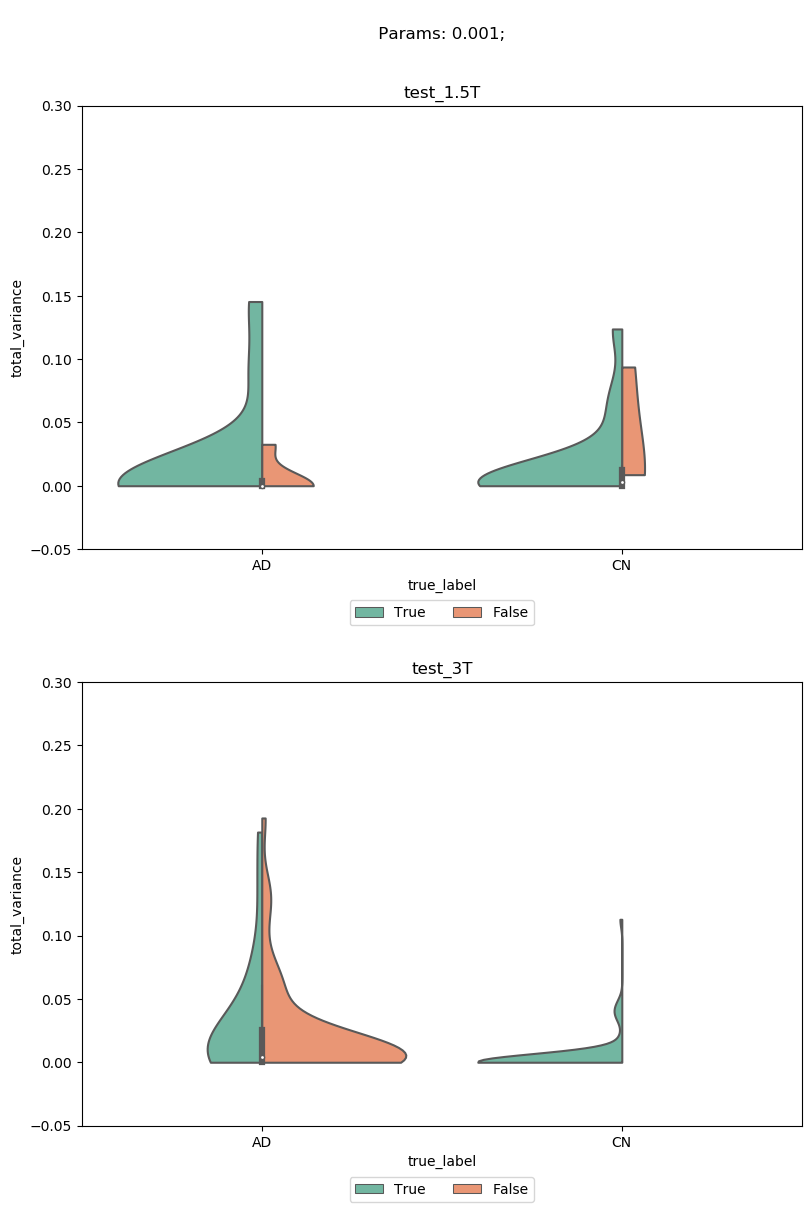 Params: 0.001;
test_1.5T
0.30
0.25
0.20
0.15
0.10
0.05
0.00
−0.05
total_variance
AD CN
true_label
True False
test_3T
0.30
0.25
0.20
0.15
0.10
0.05
0.00
−0.05
total_variance
AD CN
true_label
True False